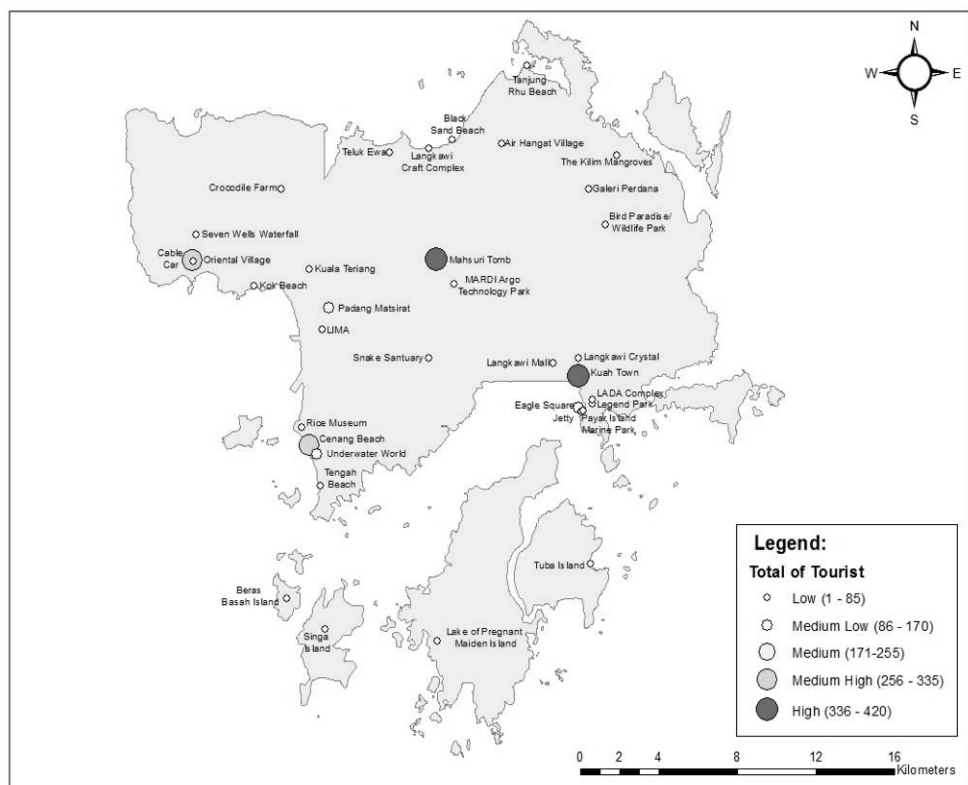 N
W E
S
Tanjung
Rhu Beach
Black
Sand Beach
Air Hangat Village
Teluk Ewa
Langkawi
Craft Complex
The Kilim Mangroves
Crocodile Farm
Galeri Perdana
Bird Paradise/
Wildlife Park
Seven Wells Waterfall
Cable
Car
Oriental Village
Mahsuri Tomb
Kuala Teriang
MARDI Argo
Technology Park
Kok Beach
Padang Matsirat
LIMA
Snake Santuary
Langkawi Mall
Langkawi Crystal
Kuah Town
LADA Complex
Legend Park
Eagle Square
Jetty
Payar Island
Marine Park
Rice Museum
Cenang Beach
Underwater World
Tengah
Beach
Tuba Island
Beras
Basah Island
Singa
Island
Lake of Pregnant
Maiden Island
Legend:
Total of Tourist
Low (1 - 85)
Medium Low (86 - 170)
Medium (171-255)
Medium High (256 - 335)
High (336 - 420)
0 2 4 8 12 16
Kilometers